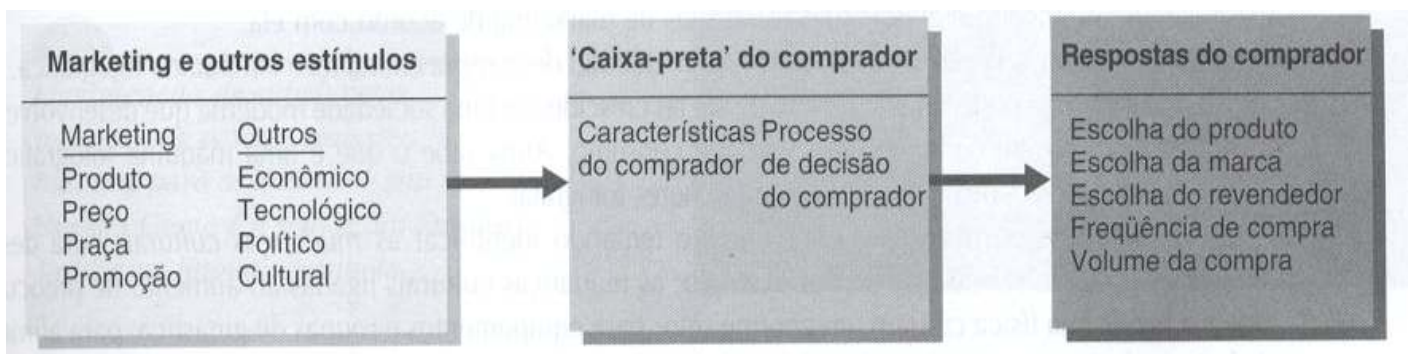 Marketing e outros estímulos
Marketing Outros
Produto Econômico
Preço Tecnológico
Praça Político
Promoção Cultural
'Caixa-preta' do comprador
Características Processo
do comprador de decisão
do comprador
Respostas do comprador
Escolha do produto
Escolha da marca
Escolha do revendedor
Freqüência de compra
Volume da compra